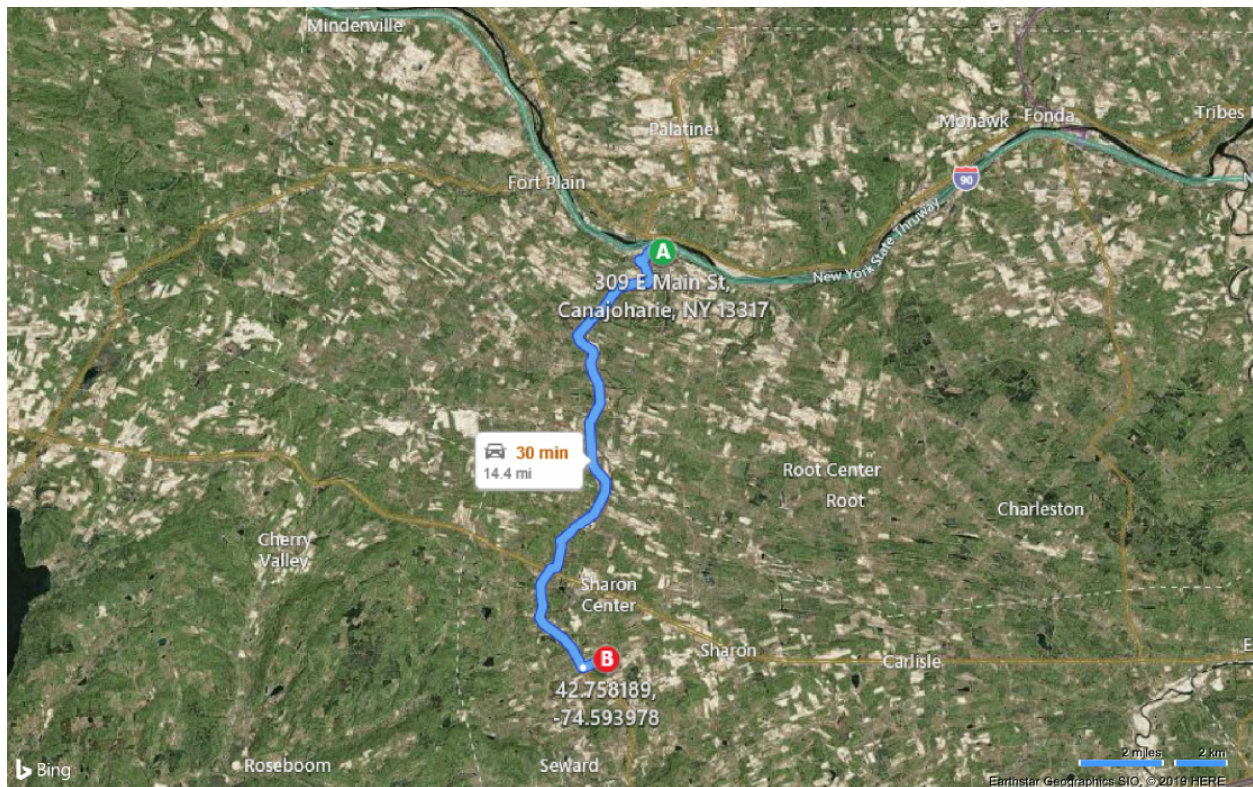 Mindenville
Palatine
Mohawk
Fonda
Tribes
Fort Plain
90
N
A
309 E Main St,
Canajoharie, NY 13317
New York State Thruway
30 min
14.4 mi
Root Center
Root
Charleston
Cherry
Valley
Sharon
Center
Sharon
Carlisle
E
B
42.758189,
-74.593978
Roseboom
Seward
2 miles
2 km
Bing
Earthstar Geographics SIO, © 2019 HERE